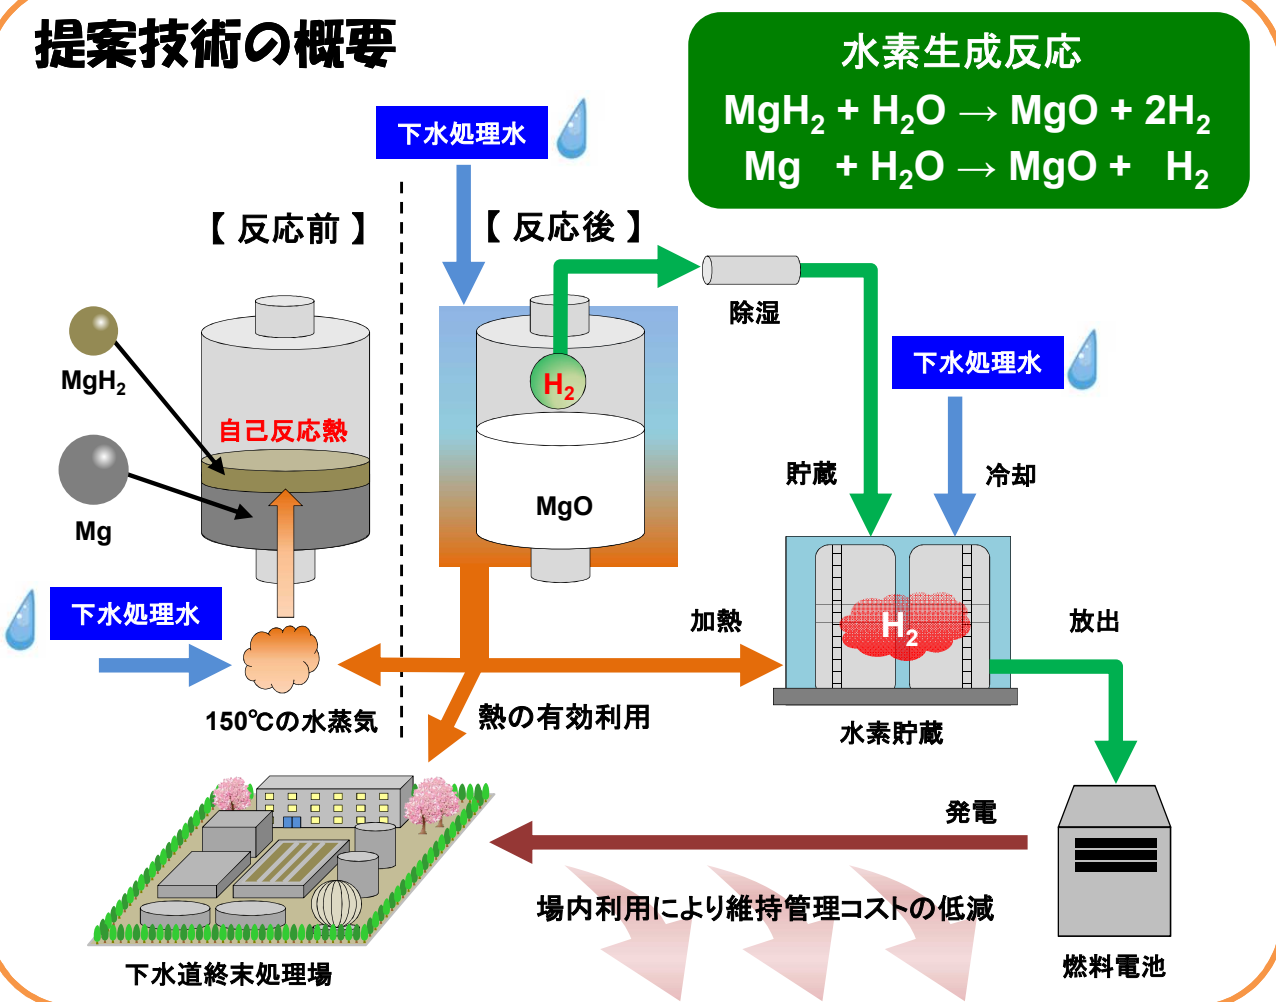 提案技術の概要
水素生成反応
MgH₂ + H₂O → MgO + 2H₂
Mg + H₂O → MgO + H₂
下水処理水
【 反応前 】
【 反応後 】
除湿
MgH₂
下水処理水
H₂
自己反応熱
貯蔵
冷却
MgO
Mg
下水処理水
加熱
H₂
放出
150℃の水蒸気
熱の有効利用
水素貯蔵
発電
場内利用により維持管理コストの低減
下水道終末処理場
燃料電池